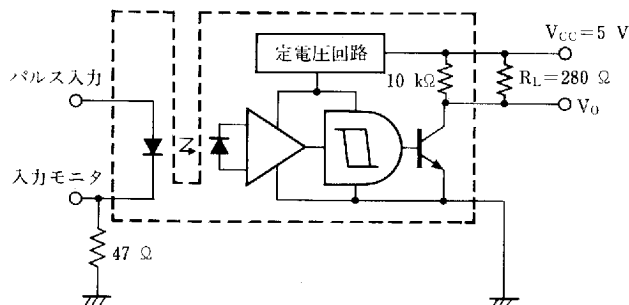 VCC=5 V
定電圧回路
パルス入力
10 kΩ
RL=280 Ω
VO
入力モニタ
47 Ω